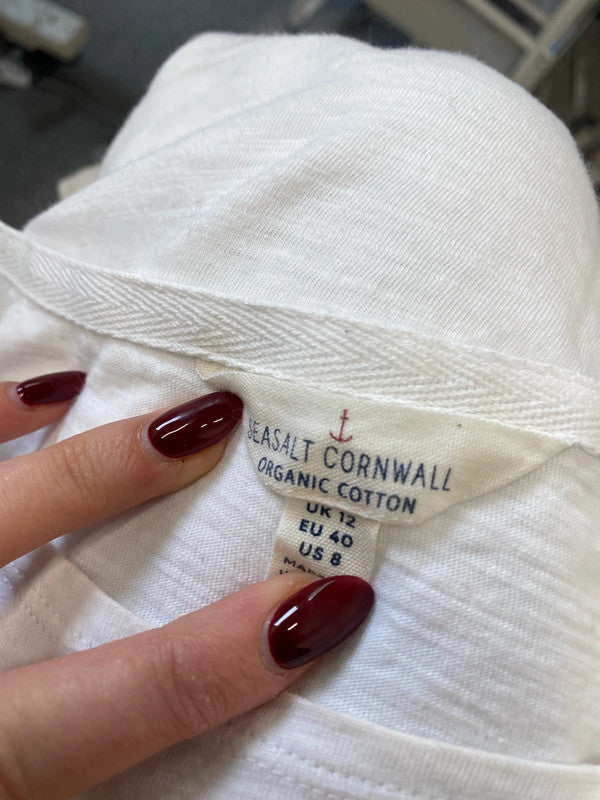 SEASALT CORNWALL
ORGANIC COTTON
UK 12
EU 40
US 8